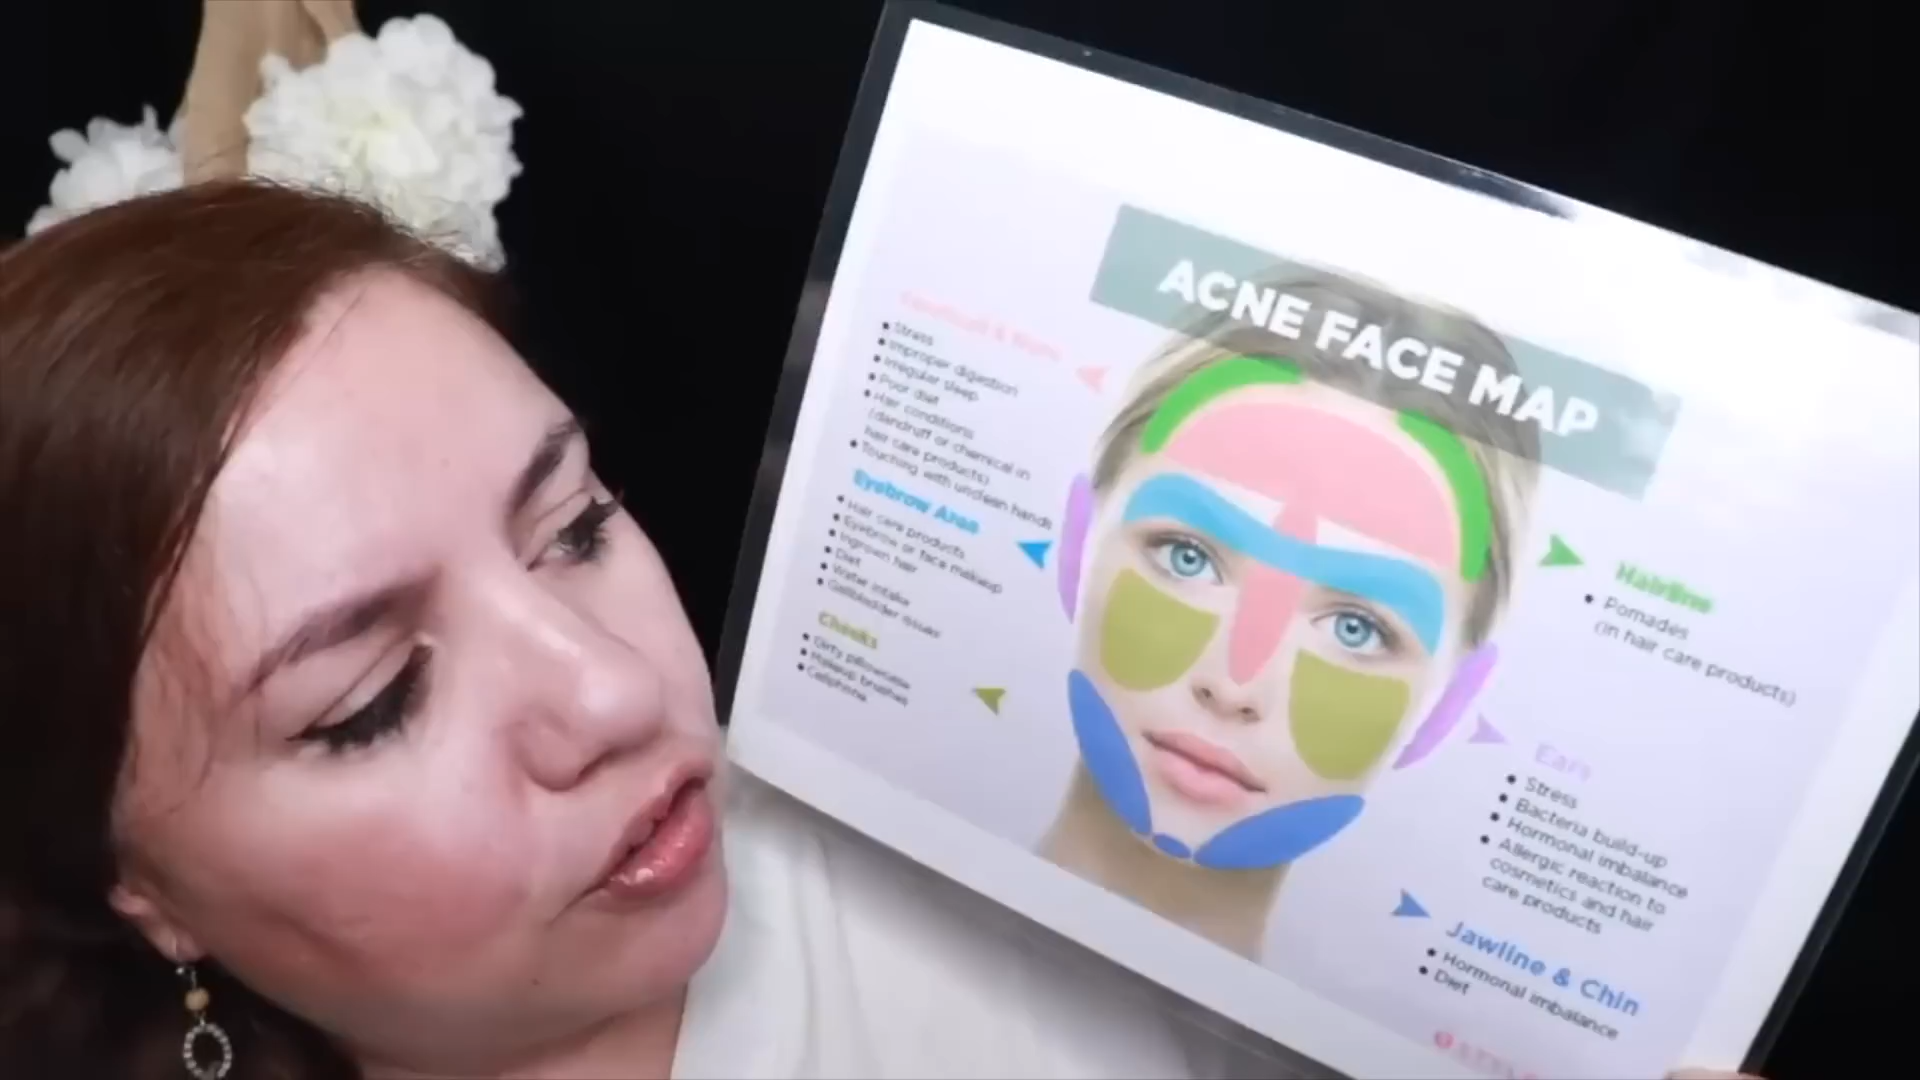 ACNE FACE MAP
Stress
Improper digestion
Irregular sleep
Poor diet
Hair conditions
(dandruff or chemical in
hair care products)
Touching with unclean hands
Eyebrow Area
Hair care products
Eyebrow or face makeup
Ingrown hair
Diet
Water intake
Gallbladder issues
Cheeks
Dirty pillowcase
Makeup brushes
Cellphone
Hairline
Pomades
(in hair care products)
Ears
Stress
Bacteria build-up
Hormonal imbalance
Allergic reaction to
cosmetics and hair
care products
Jawline & Chin
Hormonal imbalance
Diet